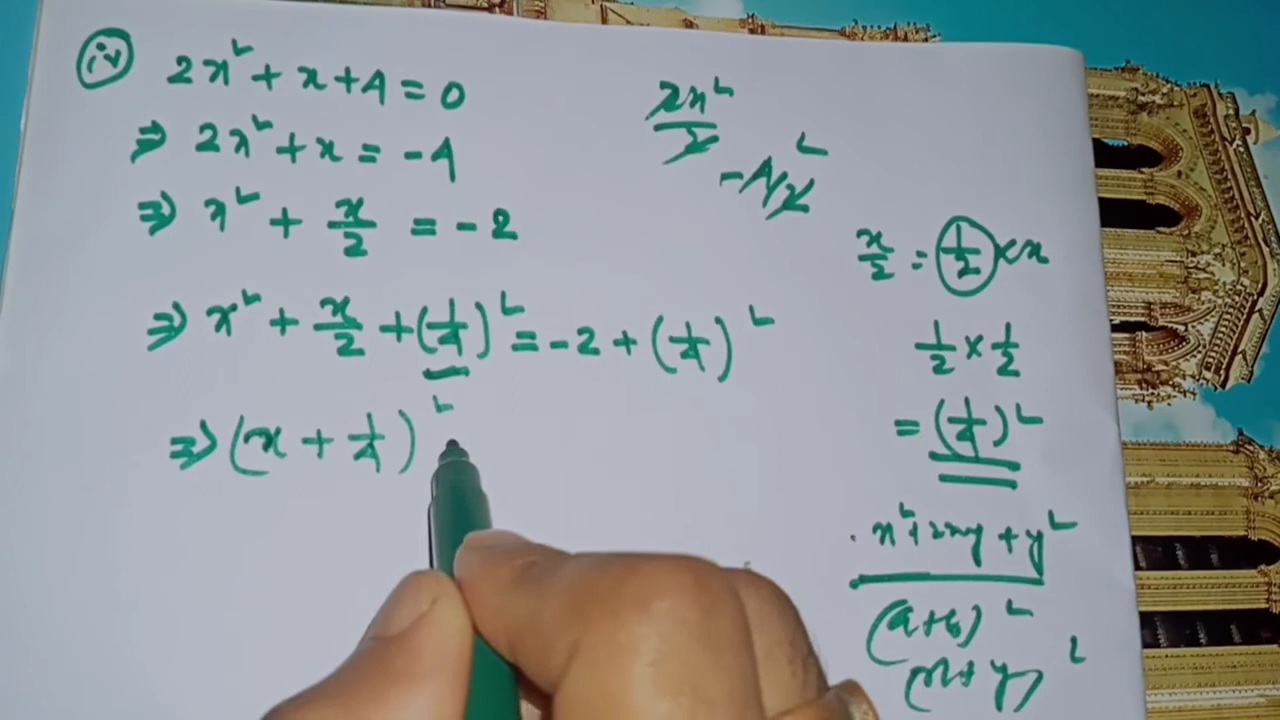 (iv) 2x² + x + 4 = 0
⇒ 2x² + x = -4
⇒ x² + x/2 = -2
⇒ x² + x/2 + (1/4)² = -2 + (1/4)²
⇒ (x + 1/4)²
2x²/2
-4/2
x/2 = 1/2 × x
1/2 × 1/2
= (1/4)²
x² + 2xy + y²
(a+b)²
(x+y)²